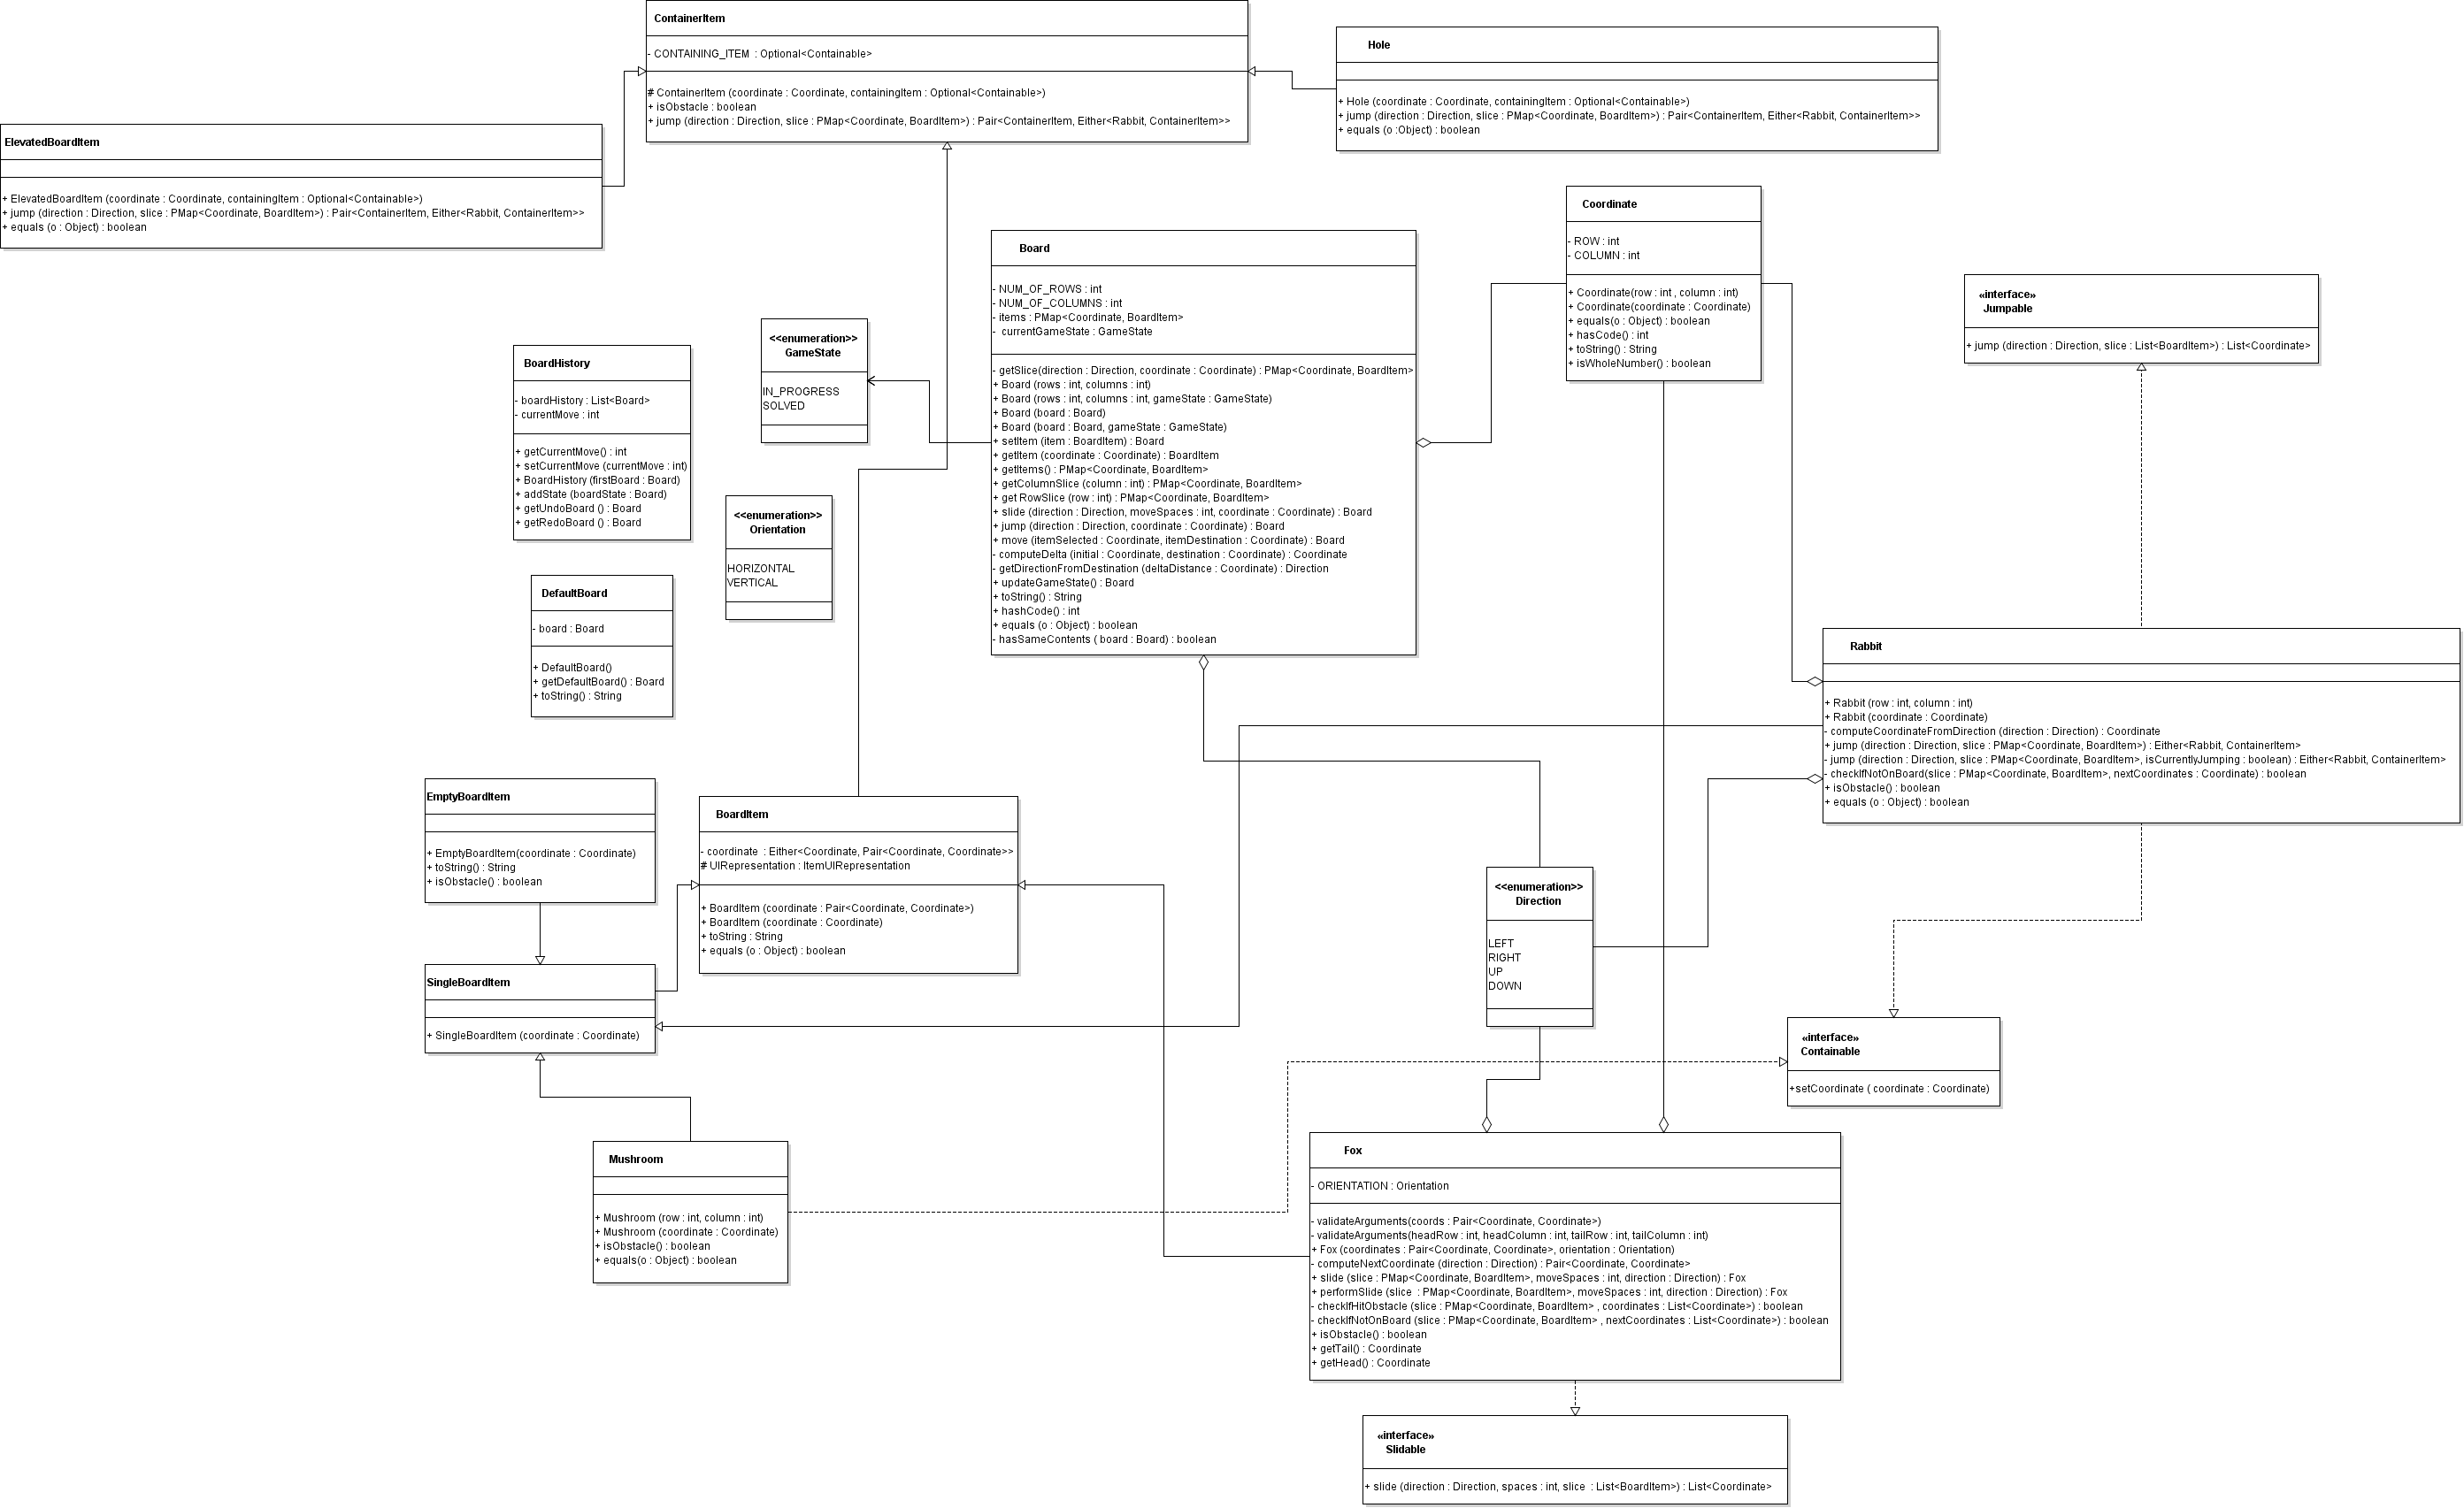 ContainerItem
- CONTAINING_ITEM  : Optional<Containable>
# ContainerItem (coordinate : Coordinate, containingItem : Optional<Containable>)
+ isObstacle : boolean
+ jump (direction : Direction, slice : PMap<Coordinate, BoardItem>) : Pair<ContainerItem, Either<Rabbit, ContainerItem>>
Hole
+ Hole (coordinate : Coordinate, containingItem : Optional<Containable>)
+ jump (direction : Direction, slice : PMap<Coordinate, BoardItem>) : Pair<ContainerItem, Either<Rabbit, ContainerItem>>
+ equals (o :Object) : boolean
ElevatedBoardItem
+ ElevatedBoardItem (coordinate : Coordinate, containingItem : Optional<Containable>)
+ jump (direction : Direction, slice : PMap<Coordinate, BoardItem>) : Pair<ContainerItem, Either<Rabbit, ContainerItem>>
+ equals (o : Object) : boolean
Coordinate
- ROW : int
- COLUMN : int
+ Coordinate(row : int , column : int)
+ Coordinate(coordinate : Coordinate)
+ equals(o : Object) : boolean
+ hasCode() : int
+ toString() : String
+ isWholeNumber() : boolean
Board
- NUM_OF_ROWS : int
- NUM_OF_COLUMNS : int
- items : PMap<Coordinate, BoardItem>
-  currentGameState : GameState
- getSlice(direction : Direction, coordinate : Coordinate) : PMap<Coordinate, BoardItem>
+ Board (rows : int, columns : int)
+ Board (rows : int, columns : int, gameState : GameState)
+ Board (board : Board)
+ Board (board : Board, gameState : GameState)
+ setItem (item : BoardItem) : Board
+ getItem (coordinate : Coordinate) : BoardItem
+ getItems() : PMap<Coordinate, BoardItem>
+ getColumnSlice (column : int) : PMap<Coordinate, BoardItem>
+ get RowSlice (row : int) : PMap<Coordinate, BoardItem>
+ slide (direction : Direction, moveSpaces : int, coordinate : Coordinate) : Board
+ jump (direction : Direction, coordinate : Coordinate) : Board
+ move (itemSelected : Coordinate, itemDestination : Coordinate) : Board
- computeDelta (initial : Coordinate, destination : Coordinate) : Coordinate
- getDirectionFromDestination (deltaDistance : Coordinate) : Direction
+ updateGameState() : Board
+ toString() : String
+ hashCode() : int
+ equals (o : Object) : boolean
- hasSameContents ( board : Board) : boolean
«interface»
Jumpable
+ jump (direction : Direction, slice : List<BoardItem>) : List<Coordinate>
<<enumeration>>
GameState
IN_PROGRESS
SOLVED
BoardHistory
- boardHistory : List<Board>
- currentMove : int
+ getCurrentMove() : int
+ setCurrentMove (currentMove : int)
+ BoardHistory (firstBoard : Board)
+ addState (boardState : Board)
+ getUndoBoard () : Board
+ getRedoBoard () : Board
<<enumeration>>
Orientation
HORIZONTAL
VERTICAL
DefaultBoard
- board : Board
+ DefaultBoard()
+ getDefaultBoard() : Board
+ toString() : String
Rabbit
+ Rabbit (row : int, column : int)
+ Rabbit (coordinate : Coordinate)
- computeCoordinateFromDirection (direction : Direction) : Coordinate
+ jump (direction : Direction, slice : PMap<Coordinate, BoardItem>) : Either<Rabbit, ContainerItem>
- jump (direction : Direction, slice : PMap<Coordinate, BoardItem>, isCurrentlyJumping : boolean) : Either<Rabbit, ContainerItem>
- checkIfNotOnBoard(slice : PMap<Coordinate, BoardItem>, nextCoordinates : Coordinate) : boolean
+ isObstacle() : boolean
+ equals (o : Object) : boolean
EmptyBoardItem
+ EmptyBoardItem(coordinate : Coordinate)
+ toString() : String
+ isObstacle() : boolean
BoardItem
- coordinate  : Either<Coordinate, Pair<Coordinate, Coordinate>>
# UIRepresentation : ItemUIRepresentation
+ BoardItem (coordinate : Pair<Coordinate, Coordinate>)
+ BoardItem (coordinate : Coordinate)
+ toString : String
+ equals (o : Object) : boolean
<<enumeration>>
Direction
LEFT
RIGHT
UP
DOWN
SingleBoardItem
+ SingleBoardItem (coordinate : Coordinate)
«interface»
Containable
+setCoordinate ( coordinate : Coordinate)
Mushroom
+ Mushroom (row : int, column : int)
+ Mushroom (coordinate : Coordinate)
+ isObstacle() : boolean
+ equals(o : Object) : boolean
Fox
- ORIENTATION : Orientation
- validateArguments(coords : Pair<Coordinate, Coordinate>)
- validateArguments(headRow : int, headColumn : int, tailRow : int, tailColumn : int)
+ Fox (coordinates : Pair<Coordinate, Coordinate>, orientation : Orientation)
- computeNextCoordinate (direction : Direction) : Pair<Coordinate, Coordinate>
+ slide (slice : PMap<Coordinate, BoardItem>, moveSpaces : int, direction : Direction) : Fox
+ performSlide (slice  : PMap<Coordinate, BoardItem>, moveSpaces : int, direction : Direction) : Fox
- checkIfHitObstacle (slice : PMap<Coordinate, BoardItem> , coordinates : List<Coordinate>) : boolean
- checkIfNotOnBoard (slice : PMap<Coordinate, BoardItem> , nextCoordinates : List<Coordinate>) : boolean
+ isObstacle() : boolean
+ getTail() : Coordinate
+ getHead() : Coordinate
«interface»
Slidable
+ slide (direction : Direction, spaces : int, slice  : List<BoardItem>) : List<Coordinate>